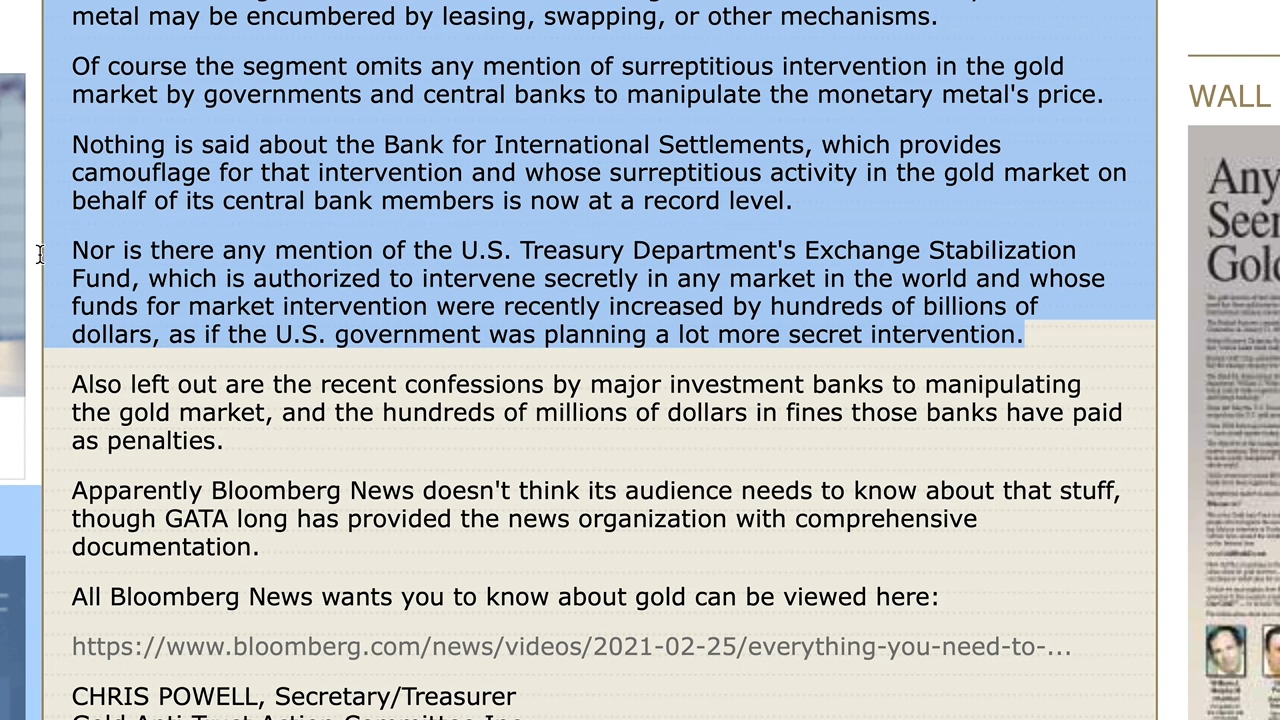 metal may be encumbered by leasing, swapping, or other mechanisms.
Of course the segment omits any mention of surreptitious intervention in the gold
market by governments and central banks to manipulate the monetary metal's price.
Nothing is said about the Bank for International Settlements, which provides
camouflage for that intervention and whose surreptitious activity in the gold market on
behalf of its central bank members is now at a record level.
Nor is there any mention of the U.S. Treasury Department's Exchange Stabilization
Fund, which is authorized to intervene secretly in any market in the world and whose
funds for market intervention were recently increased by hundreds of billions of
dollars, as if the U.S. government was planning a lot more secret intervention.
Also left out are the recent confessions by major investment banks to manipulating
the gold market, and the hundreds of millions of dollars in fines those banks have paid
as penalties.
Apparently Bloomberg News doesn't think its audience needs to know about that stuff,
though GATA long has provided the news organization with comprehensive
documentation.
All Bloomberg News wants you to know about gold can be viewed here:
https://www.bloomberg.com/news/videos/2021-02-25/everything-you-need-to-...
CHRIS POWELL, Secretary/Treasurer
Gold Anti-Trust Action Committee Inc.
WALL
Any
Seen
Gold